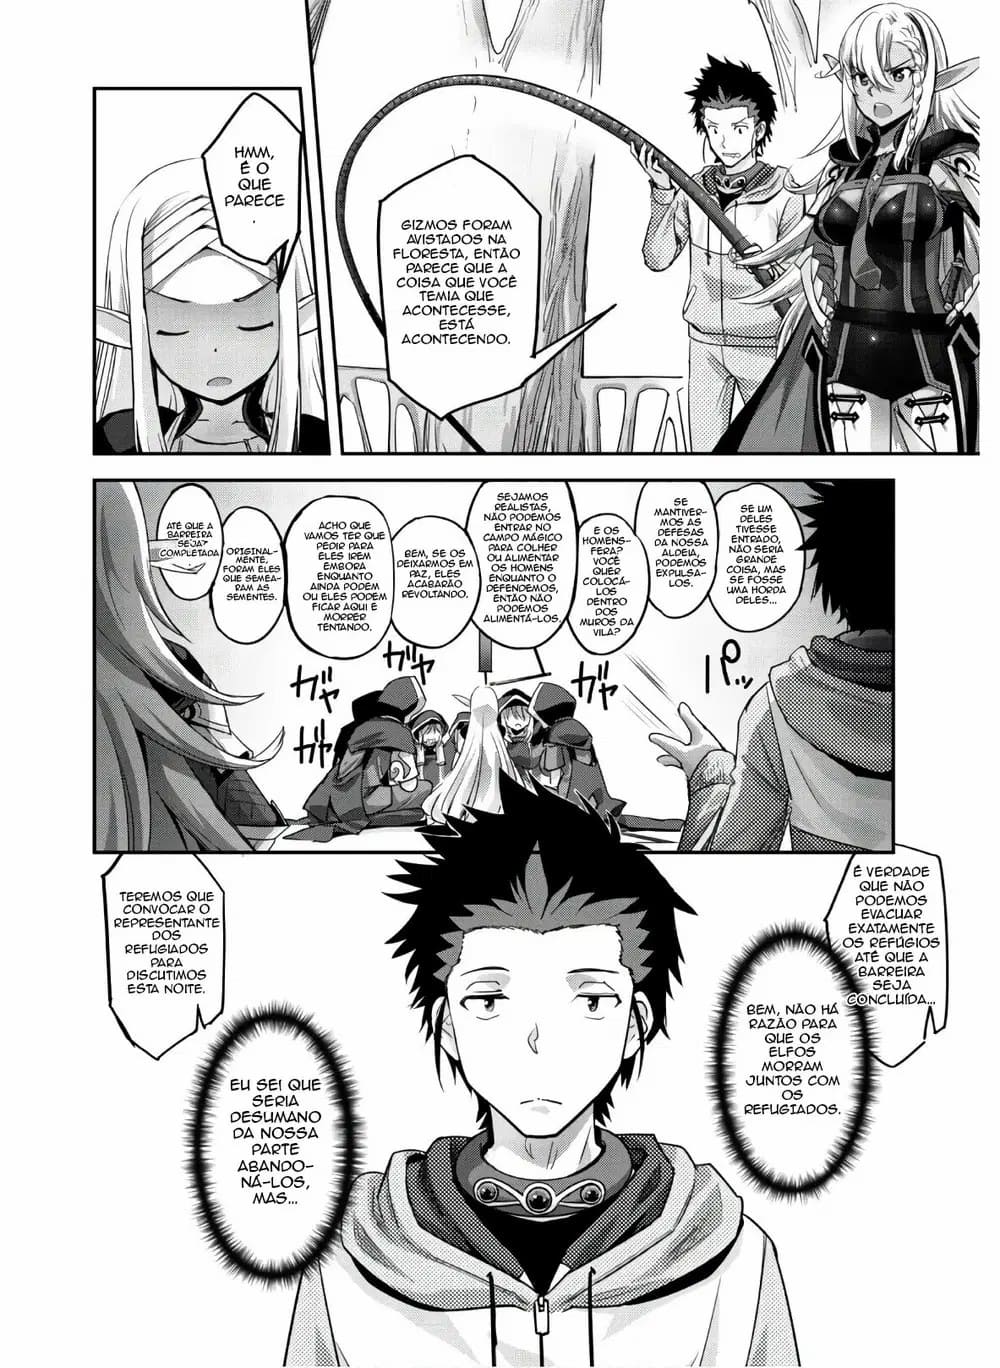 GIZMOS FORAM
AVISTADOS NA
FLORESTA, ENTÃO
PARECE QUE A
COISA QUE VOCÊ
TEMIA QUE
ACONTECESSE,
ESTÁ
ACONTECENDO.
HMM,
É O
QUE
PARECE
.
SE UM
DELES
TIVESSE
ENTRADO,
NÃO SERIA
GRANDE
COISA, MAS
SE FOSSE
UMA HORDA
DELES...
SE
MANTIVER-
MOS AS
DEFESAS
DA NOSSA
ALDEIA,
PODEMOS
EXPULSA-
LOS.
E OS
HOMENS-
FERA? VOCÊ
QUER
COLOCÁ-
LOS
DENTRO
DOS
MUROS DA
VILA?
SEJAMOS
REALISTAS,
NÃO PODEMOS
ENTRAR NO
CAMPO MÁGICO
PARA COLHER
OU ALIMENTAR
OS HOMENS
ENQUANTO O
DEFENDEMOS,
ENTÃO NÃO
PODEMOS
ALIMENTÁ-LOS.
BEM, SE OS
DEIXARMOS EM
PAZ, ELES
ACABARÃO
REVOLTANDO.
ACHO QUE
VAMOS TER QUE
PEDIR PARA
ELES IREM
EMBORA
ENQUANTO
AINDA PODEM
OU ELES PODEM
FICAR AQUI E
MORRER
TENTANDO.
ORIGINAL-
MENTE,
FORAM ELES
QUE SEMEA-
RAM AS
SEMENTES.
ATÉ QUE A
BARREIRA
SEJA
COMPLETADA
ガヤ
ガヤ
ガヤ
パッ
É VERDADE
QUE NÃO
PODEMOS
EVACUAR
EXATAMENTE
OS REFÚGIOS
ATÉ QUE A
BARREIRA
SEJA
CONCLUÍDA...
BEM, NÃO HÁ
RAZÃO PARA
QUE OS
ELFOS
MORRAM
JUNTOS COM
OS
REFUGIADOS.
TEREMOS QUE
CONVOCAR O
REPRESENTANTE
DOS
REFUGIADOS
PARA
DISCUTIMOS
ESTA NOITE.
EU SEI QUE
SERIA
DESUMANO
DA NOSSA
PARTE
ABANDO-
NÁ-LOS,
MAS...